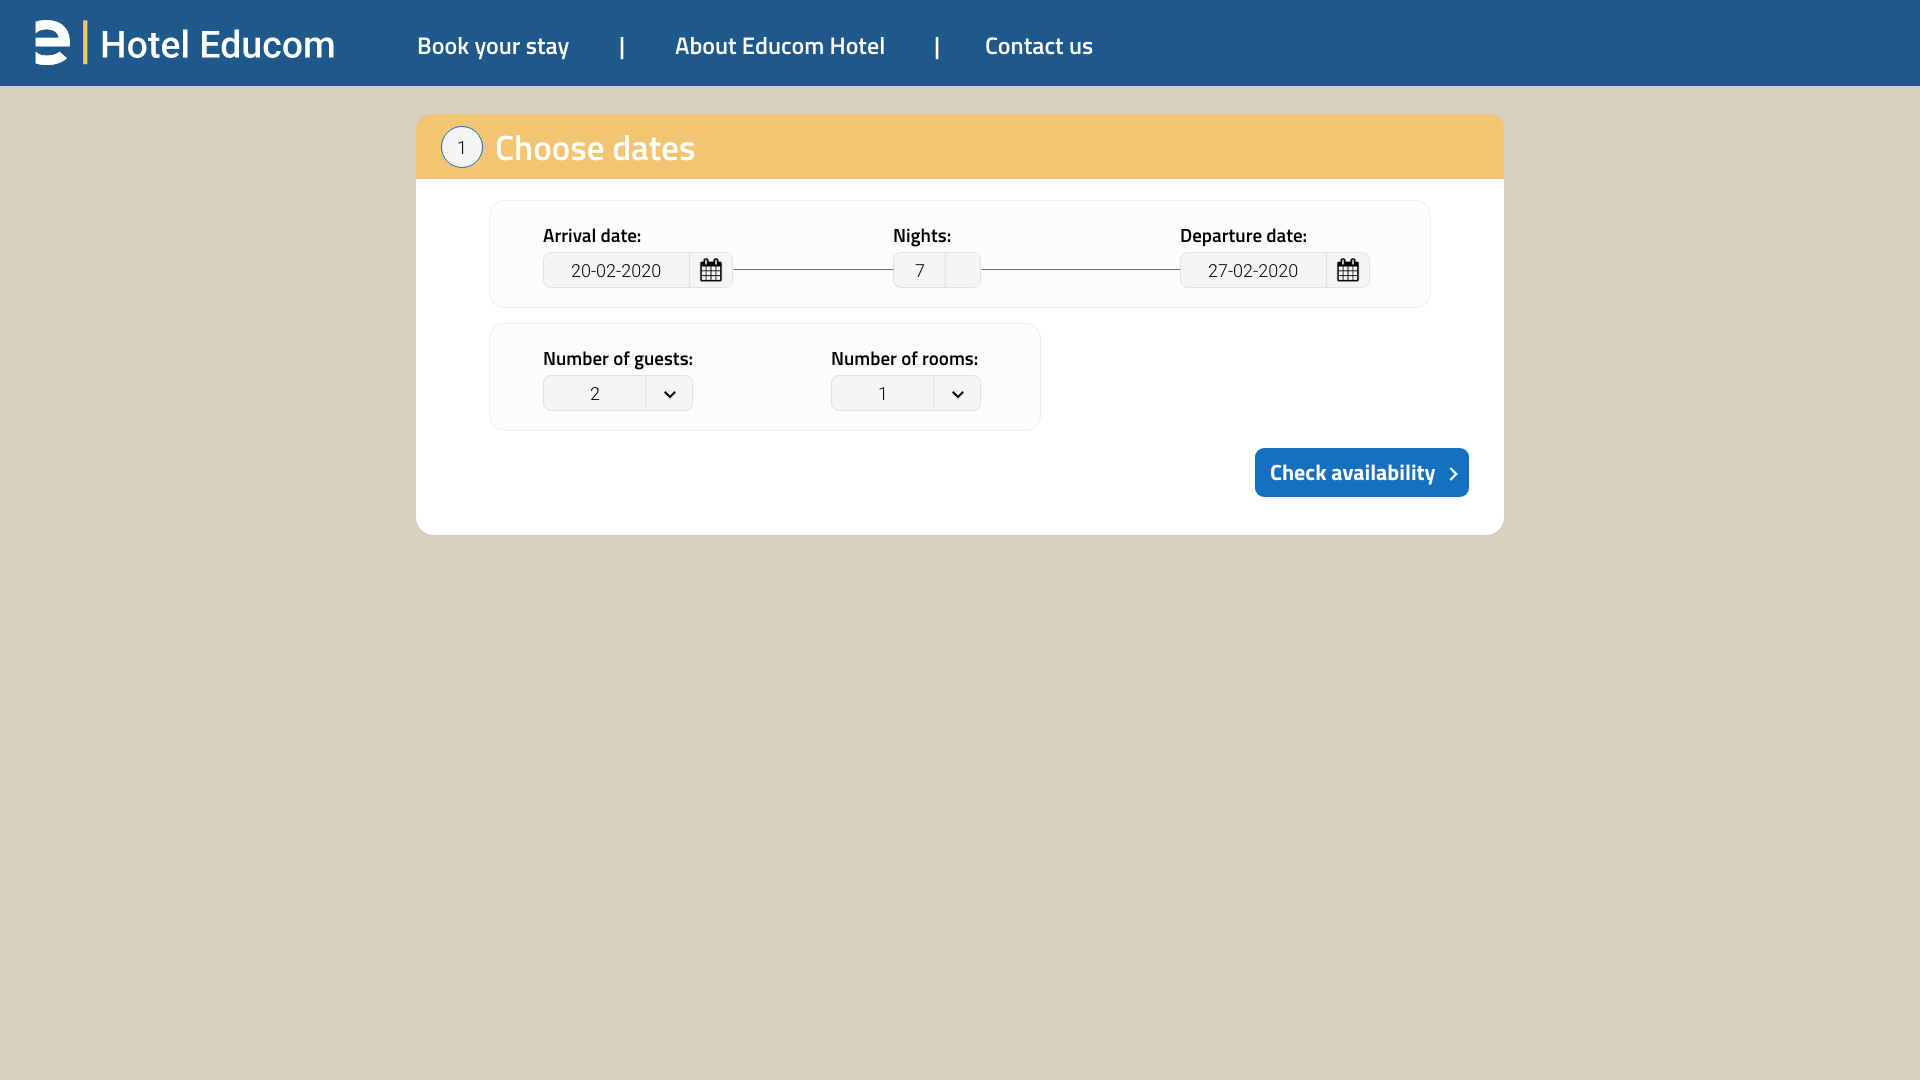 Hotel Educom
Book your stay | About Educom Hotel | Contact us
1 Choose dates
Arrival date: Nights: Departure date:
20-02-2020 7 27-02-2020
Number of guests: Number of rooms:
2 1
Check availability